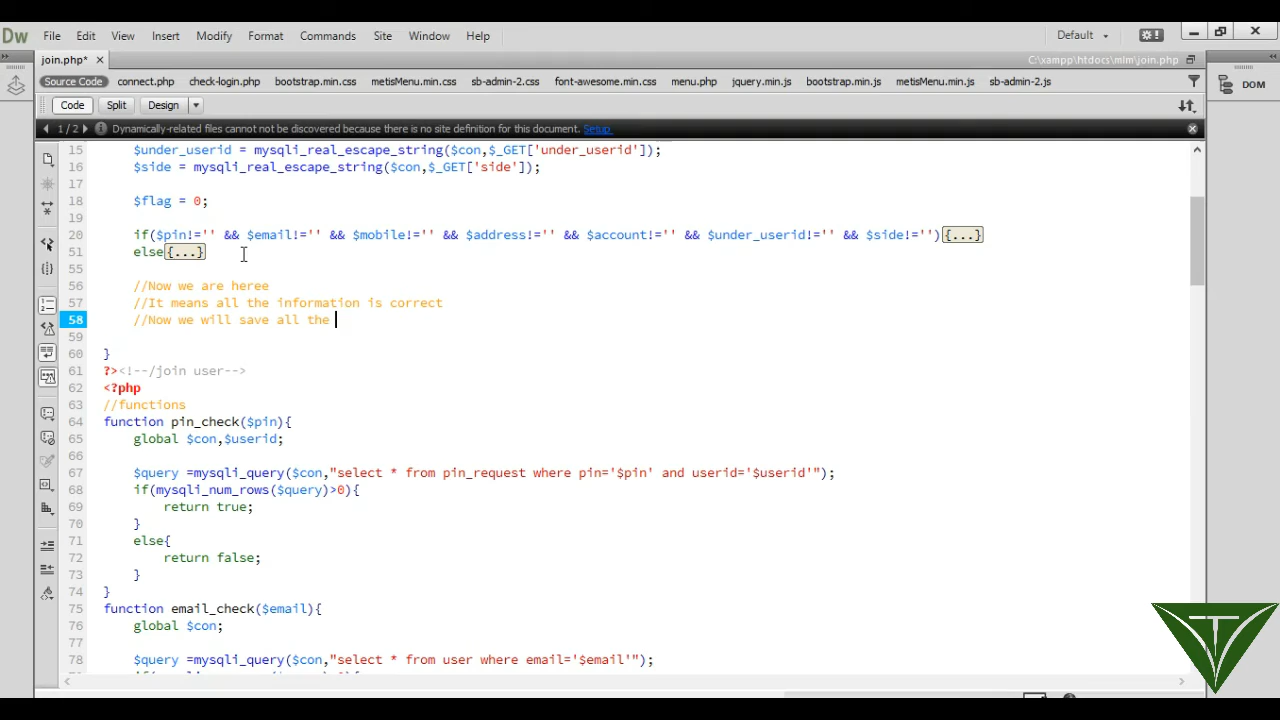 Dw File Edit View Insert Modify Format Commands Site Window Help Default
join.php* C:\xampp\htdocs\mlm\join.php
Source Code connect.php check-login.php bootstrap.min.css metisMenu.min.css sb-admin-2.css font-awesome.min.css menu.php jquery.min.js bootstrap.min.js metisMenu.min.js sb-admin-2.js
DOM
Code Split Design
1 / 2 Dynamically-related files cannot not be discovered because there is no site definition for this document. Setup
15 $under_userid = mysqli_real_escape_string($con,$_GET['under_userid']);
16 $side = mysqli_real_escape_string($con,$_GET['side']);
17
18 $flag = 0;
19
20 if($pin!='' && $email!='' && $mobile!='' && $address!='' && $account!='' && $under_userid!='' && $side!=''){...}
51 else{...}
55
56 //Now we are heree
57 //It means all the information is correct
58 //Now we will save all the
59
60 }
61 ?><!--/join user-->
62 <?php
63 //functions
64 function pin_check($pin){
65 global $con,$userid;
66
67 $query =mysqli_query($con,"select * from pin_request where pin='$pin' and userid='$userid'");
68 if(mysqli_num_rows($query)>0){
69 return true;
70 }
71 else{
72 return false;
73 }
74 }
75 function email_check($email){
76 global $con;
77
78 $query =mysqli_query($con,"select * from user where email='$email'");